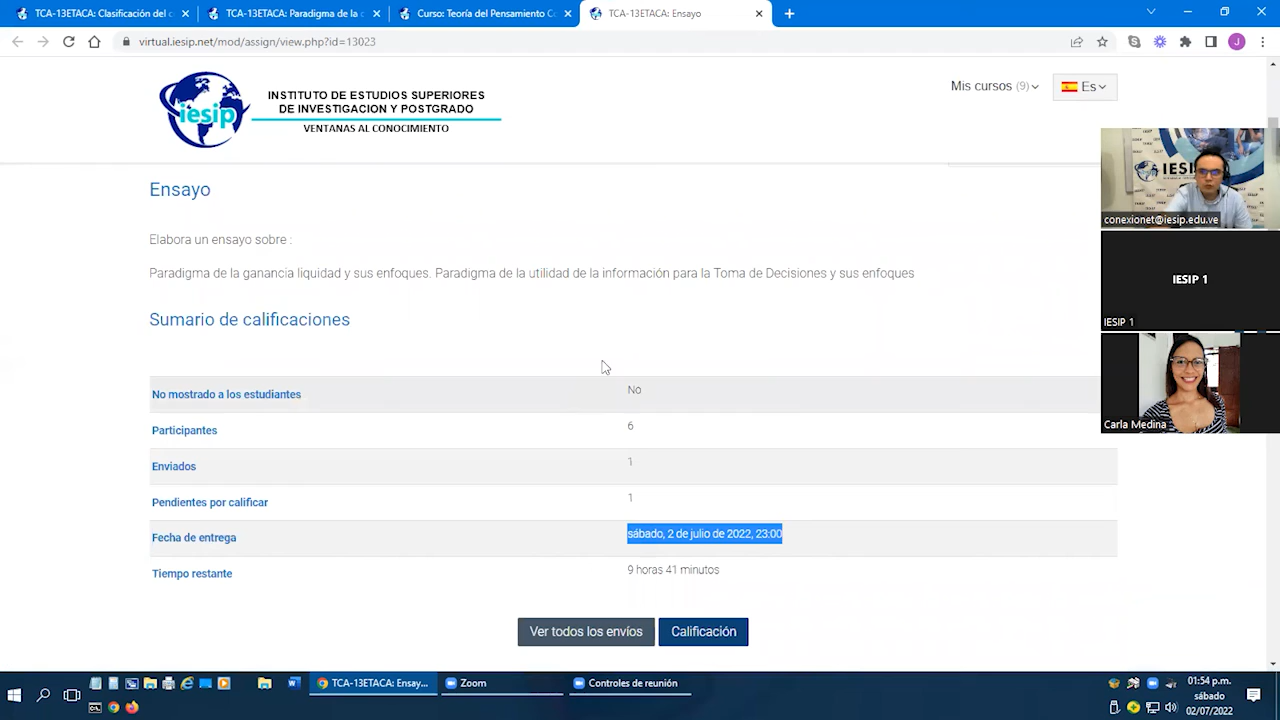 TCA-13ETACA: Clasificación del c
TCA-13ETACA: Paradigma de la c
Curso: Teoría del Pensamiento Co
TCA-13ETACA: Ensayo
virtual.iesip.net/mod/assign/view.php?id=13023
J
iesip
INSTITUTO DE ESTUDIOS SUPERIORES
DE INVESTIGACION Y POSTGRADO
VENTANAS AL CONOCIMIENTO
Mis cursos (9)
Es
Ensayo
Elabora un ensayo sobre :
Paradigma de la ganancia liquidad y sus enfoques. Paradigma de la utilidad de la información para la Toma de Decisiones y sus enfoques
Sumario de calificaciones
No mostrado a los estudiantes No
Participantes 6
Enviados 1
Pendientes por calificar 1
Fecha de entrega sábado, 2 de julio de 2022, 23:00
Tiempo restante 9 horas 41 minutos
Ver todos los envíos
Calificación
conexionet@iesip.edu.ve
IESIP 1
IESIP 1
Carla Medina
TCA-13ETACA: Ensay...
Zoom
Controles de reunión
01:54 p.m.
sábado
02/07/2022